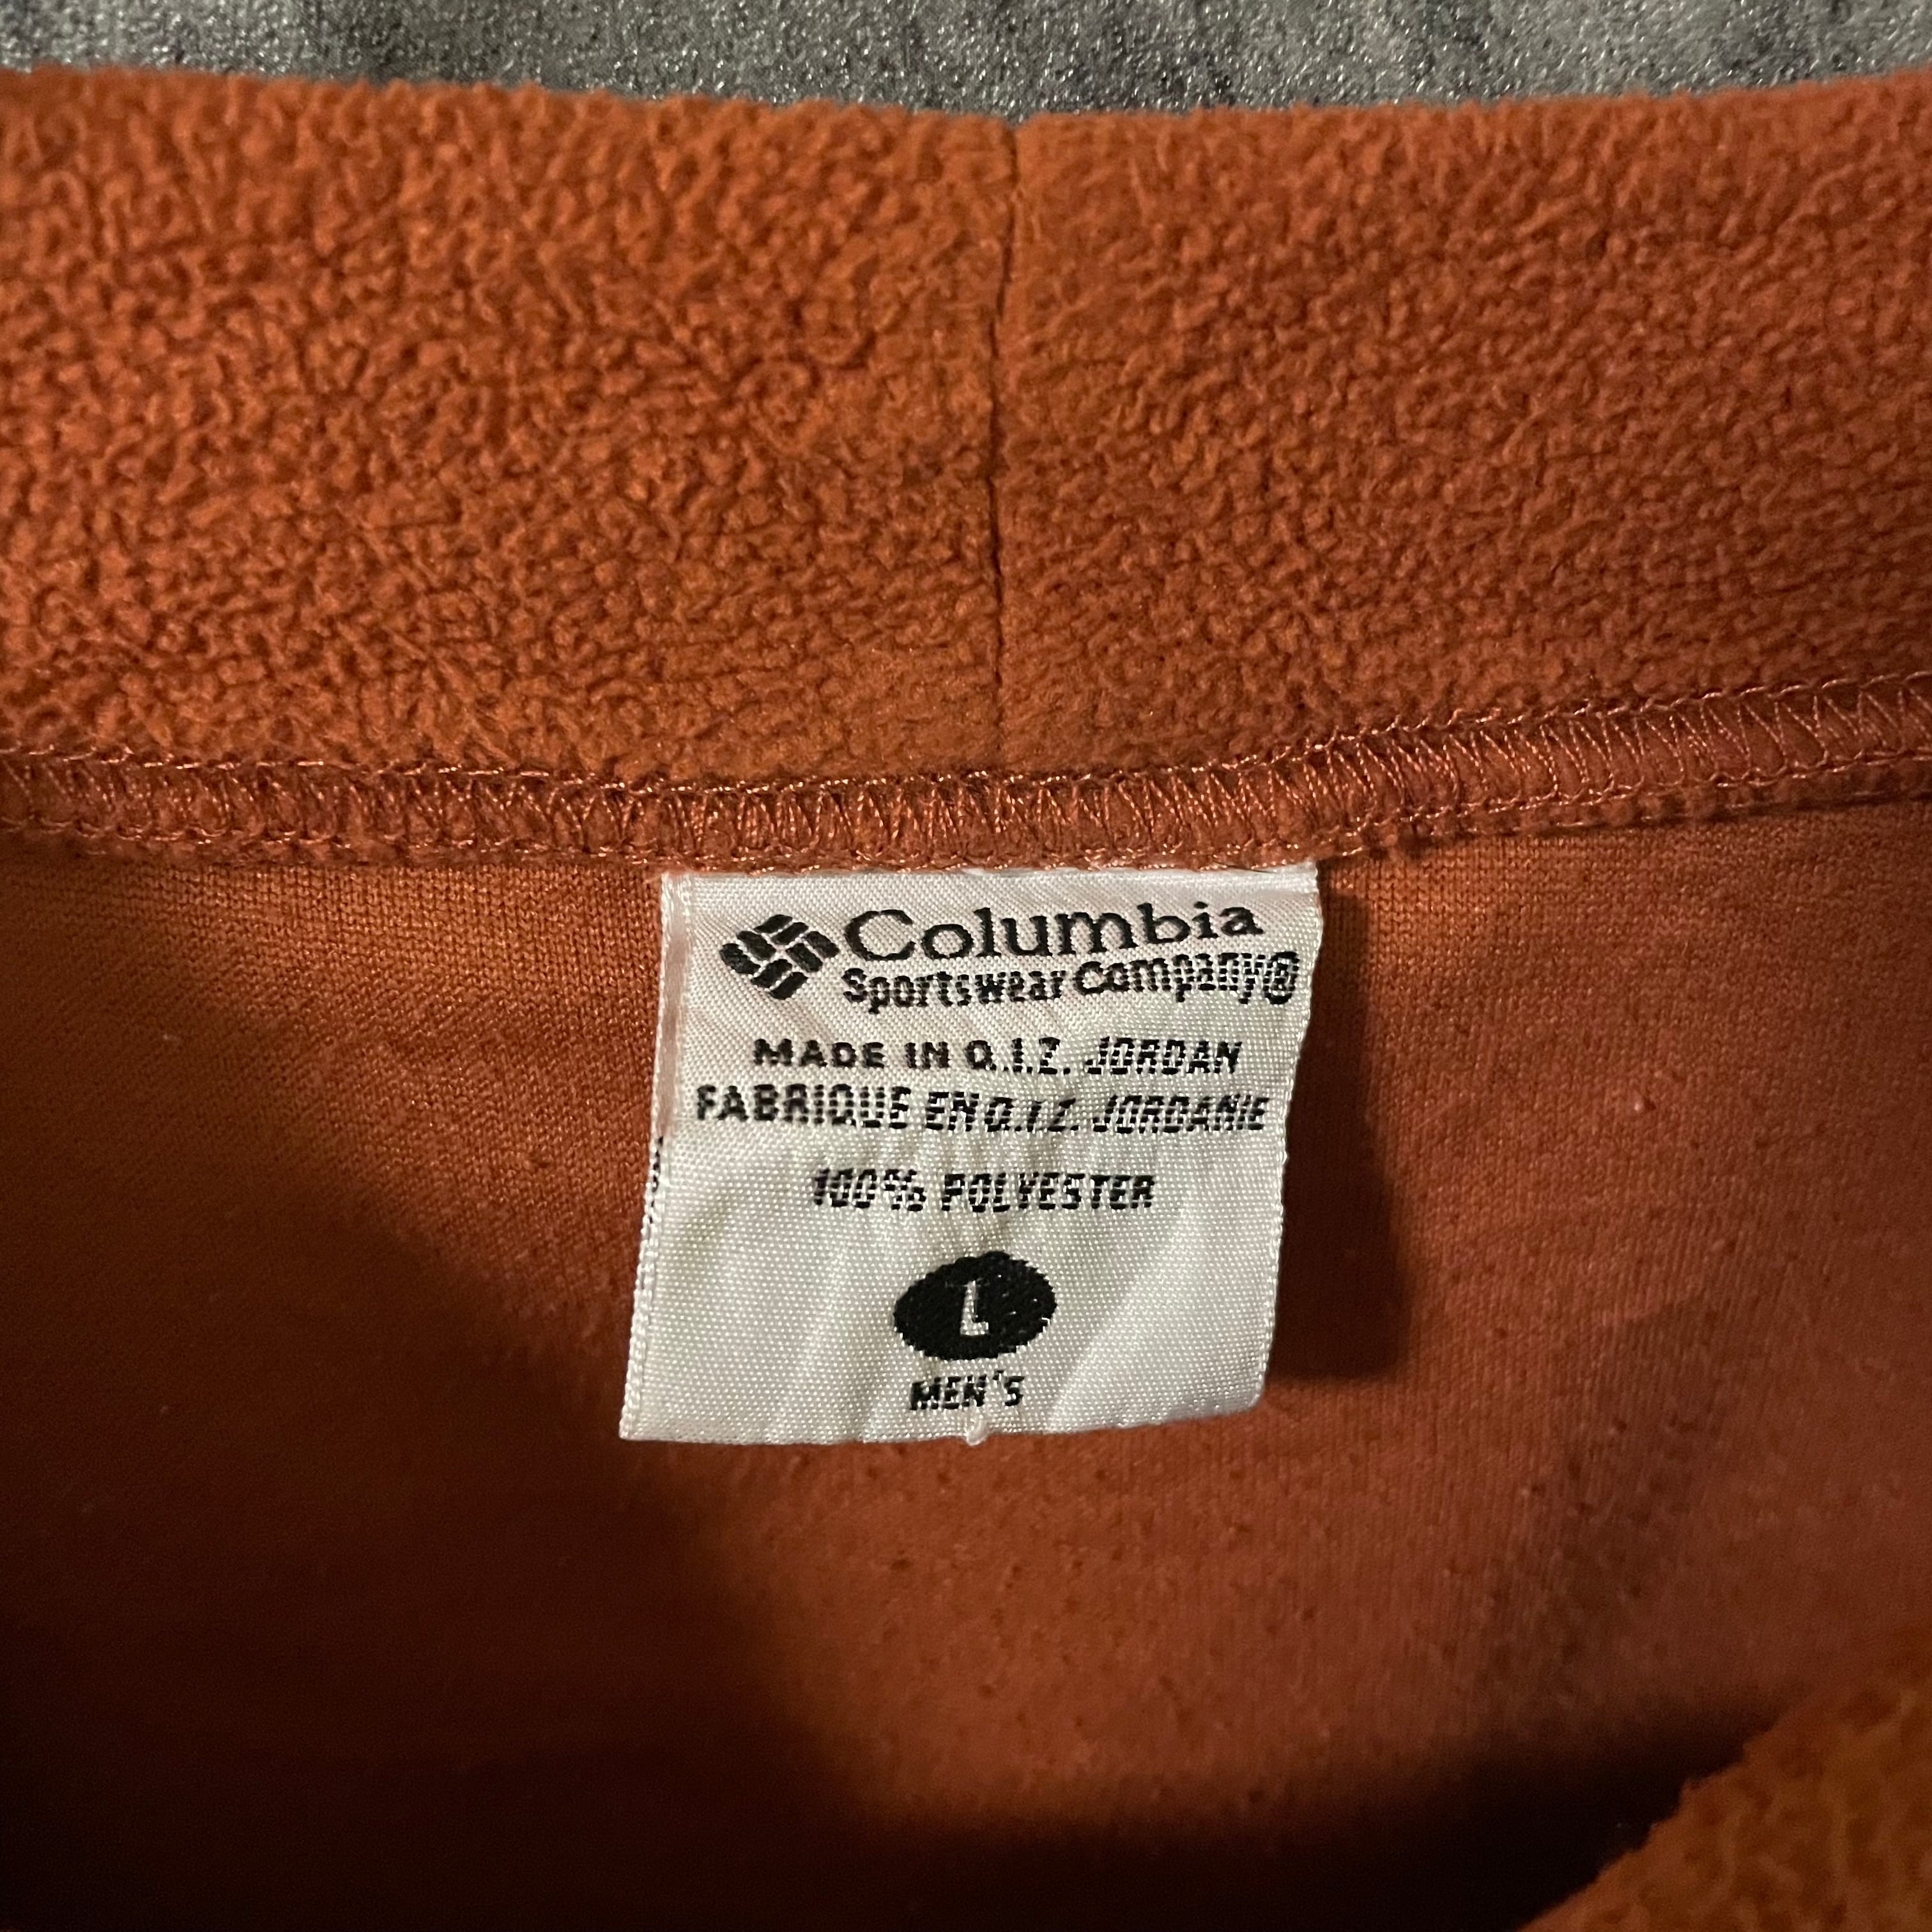 Columbia
Sportswear Company®
MADE IN Q.I.Z. JORDAN
FABRIQUE EN Q.I.Z. JORDANIE
100% POLYESTER
L
MEN'S